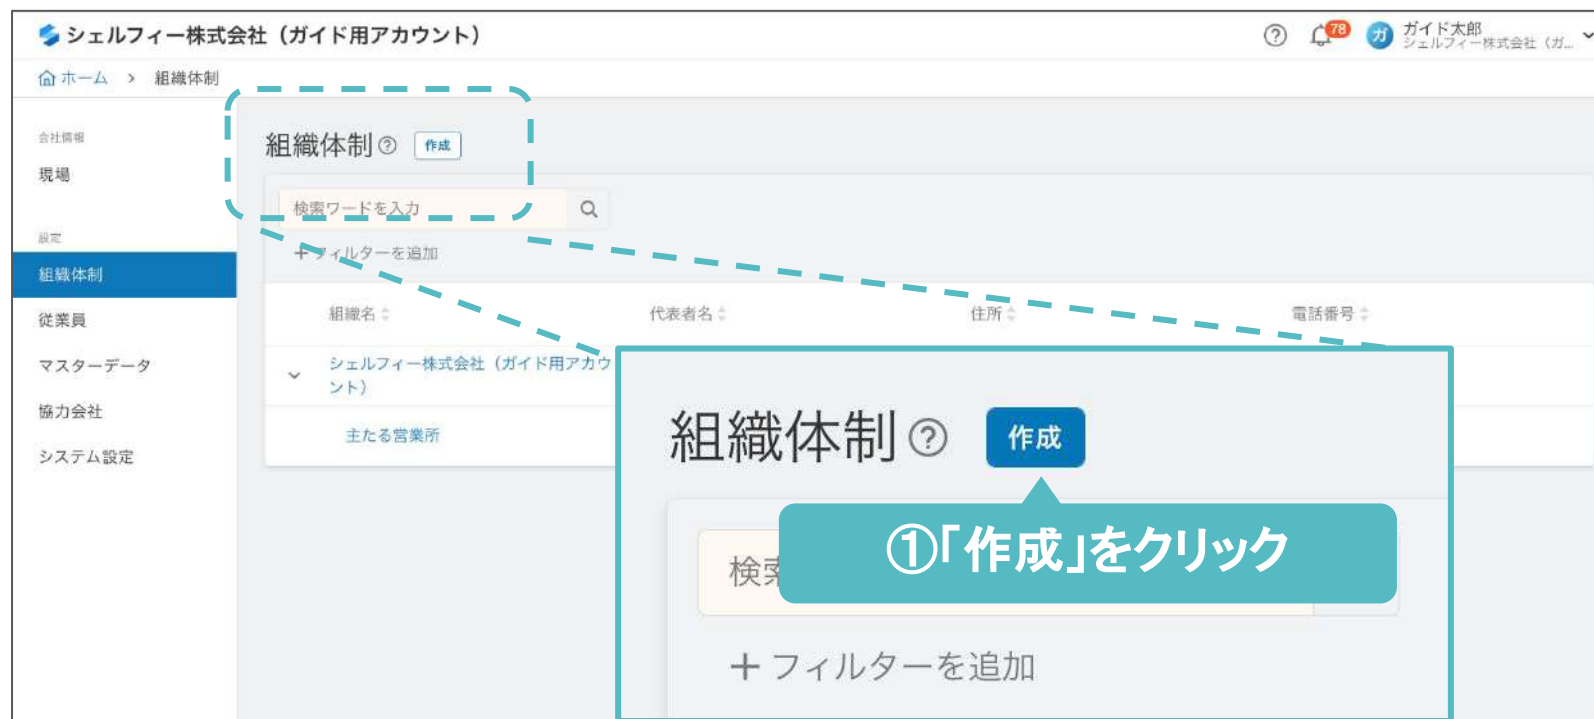 シェルフィー株式会社（ガイド用アカウント）
78
ガ
ガイド太郎
シェルフィー株式会社（ガ...
ホーム > 組織体制
会社情報
現場
設定
組織体制
従業員
マスターデータ
協力会社
システム設定
組織体制 作成
検索ワードを入力
＋フィルターを追加
組織名 代表者名 住所 電話番号
シェルフィー株式会社（ガイド用アカウ
ント）
主たる営業所
組織体制 作成
①「作成」をクリック
検索
＋フィルターを追加